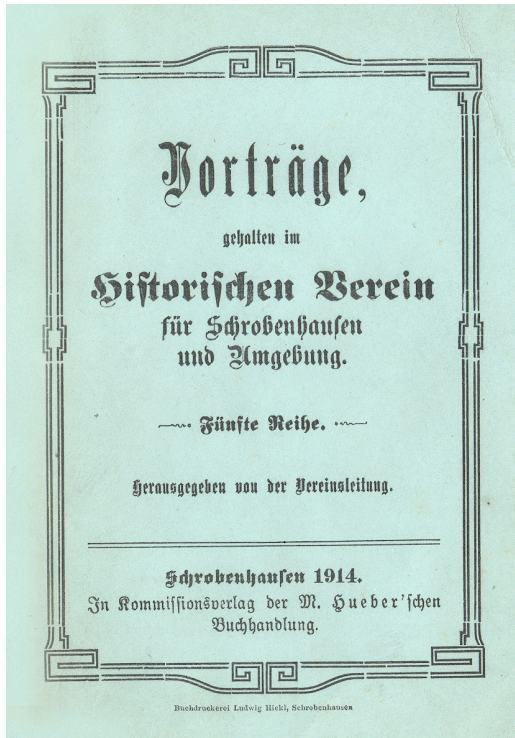 Vorträge,
gehalten im
Historischen Verein
für Schrobenhausen
und Umgebung.
Fünfte Reihe.
Herausgegeben von der Vereinsleitung.
Schrobenhausen 1914.
In Kommissionsverlag der M. Hueber'schen
Buchhandlung.
Buchdruckerei Ludwig Hickl, Schrobenhausen